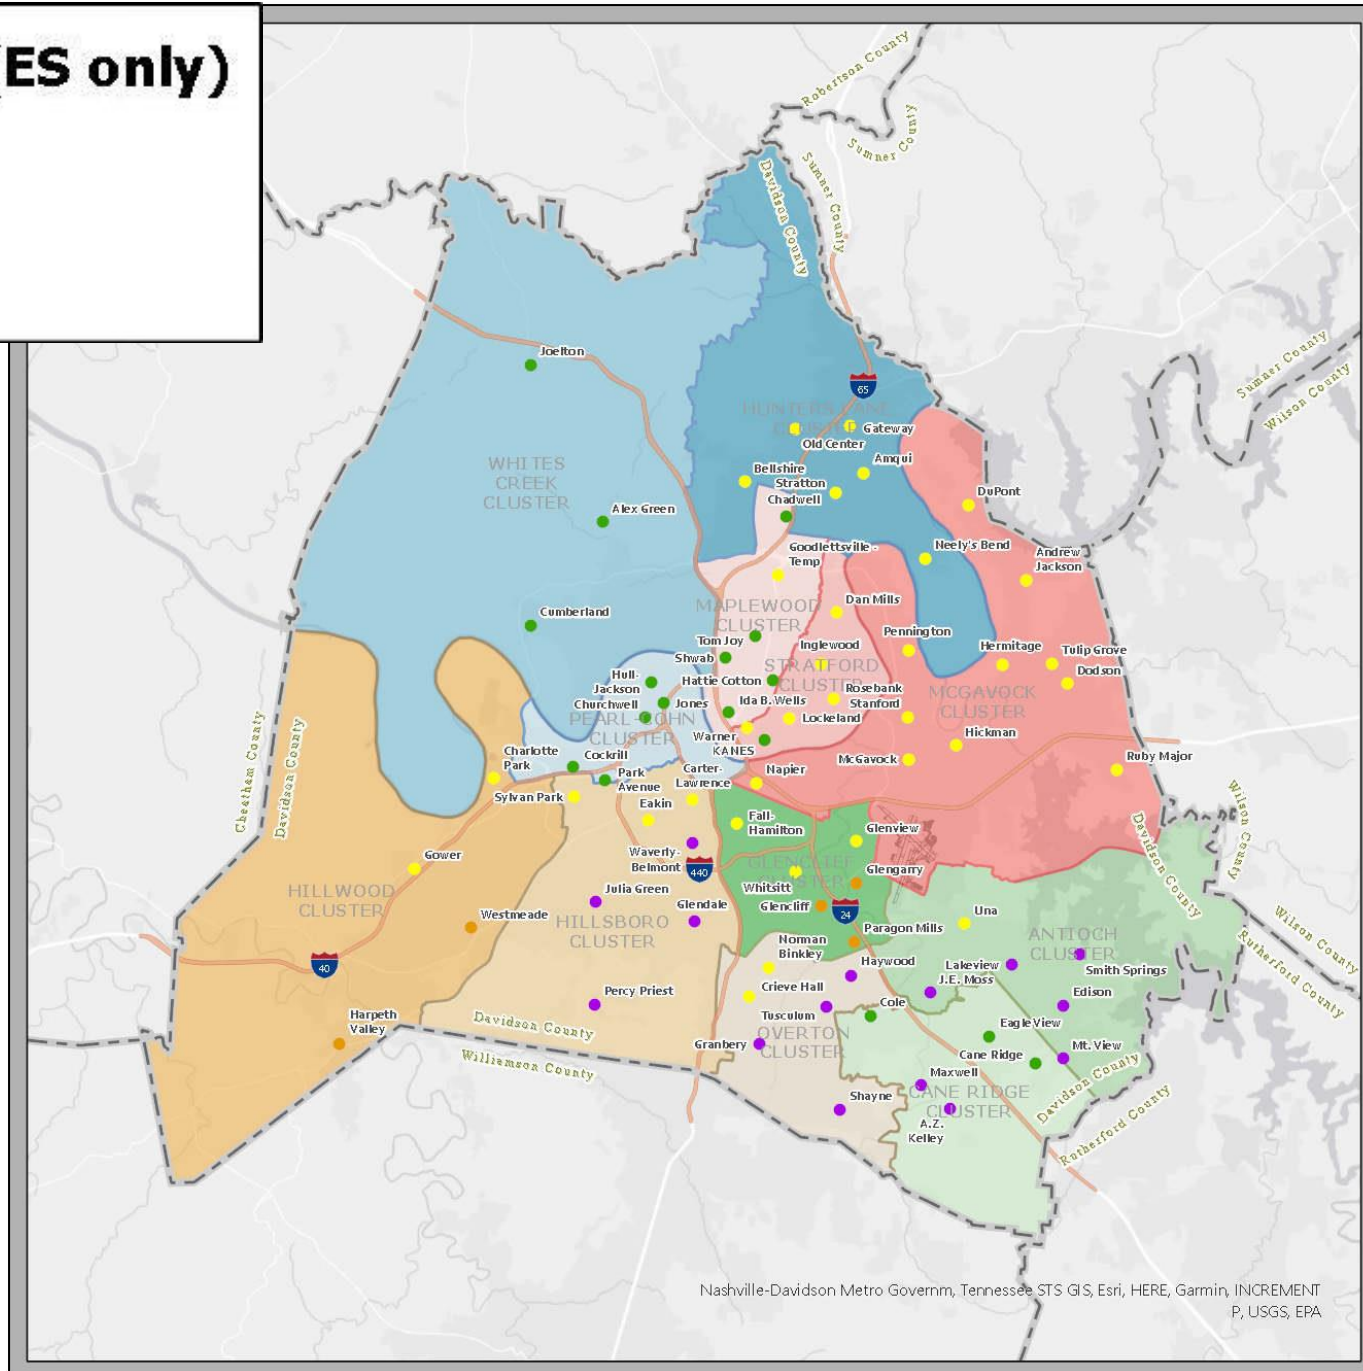 (ES only)
Robertson County
Sumner County
Sumner County
Davidson County
Sumner County
Wilson County
Joelton
65
HUNTERS LANE
CLUSTER
Gateway
Old Center
WHITES
CREEK
CLUSTER
Bellshire
Amqui
Stratton
Chadwell
DuPont
Alex Green
Goodlettsville -
Temp
Neely's Bend
Andrew
Jackson
MAPLEWOOD
CLUSTER
Dan Mills
Cumberland
Pennington
Tom Joy
Inglewood
Hermitage
Tulip Grove
Shwab
STRATFORD
CLUSTER
Dodson
Hull-
Jackson
Hattie Cotton
Rosebank
MCGAVOCK
CLUSTER
Churchwell
Jones
Ida B. Wells
Stanford
PEARL-COHN
CLUSTER
Lockeland
Warner
KANES
Hickman
Charlotte
Park
Cockrill
McGavock
Ruby Major
Carter-
Lawrence
Napier
Park
Avenue
Sylvan Park
Eakin
Cheatham County
Davidson County
Fall-
Hamilton
Glenview
Wilson County
Davidson County
Gower
Waverly-
Belmont
440
GLENCLIFF
CLUSTER
Glengarry
Whitsitt
HILLWOOD
CLUSTER
Julia Green
Glendale
Glencliff
24
Westmeade
HILLSBORO
CLUSTER
Una
Paragon Mills
ANTIOCH
CLUSTER
Wilson County
Rutherford County
Norman
Binkley
Haywood
Lakeview
Smith Springs
40
J.E. Moss
Crieve Hall
Percy Priest
Edison
Tusculum
Cole
Harpeth
Valley
Davidson County
Eagle View
OVERTON
CLUSTER
Granbery
Cane Ridge
Mt. View
Williamson County
Maxwell
Davidson County
CANE RIDGE
CLUSTER
Shayne
A.Z.
Kelley
Rutherford County
Nashville-Davidson Metro Governm, Tennessee STS GIS, Esri, HERE, Garmin, INCREMENT
P, USGS, EPA